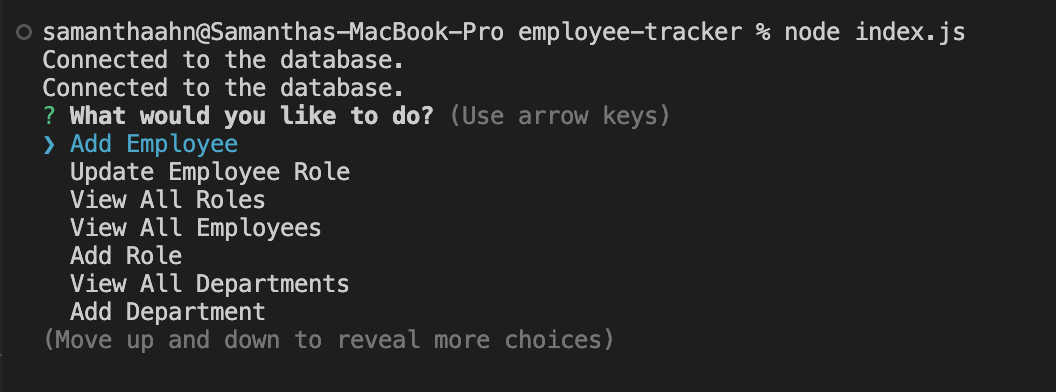 samanthaahn@Samanthas-MacBook-Pro employee-tracker % node index.js
Connected to the database.
Connected to the database.
? What would you like to do? (Use arrow keys)
❯ Add Employee
Update Employee Role
View All Roles
View All Employees
Add Role
View All Departments
Add Department
(Move up and down to reveal more choices)